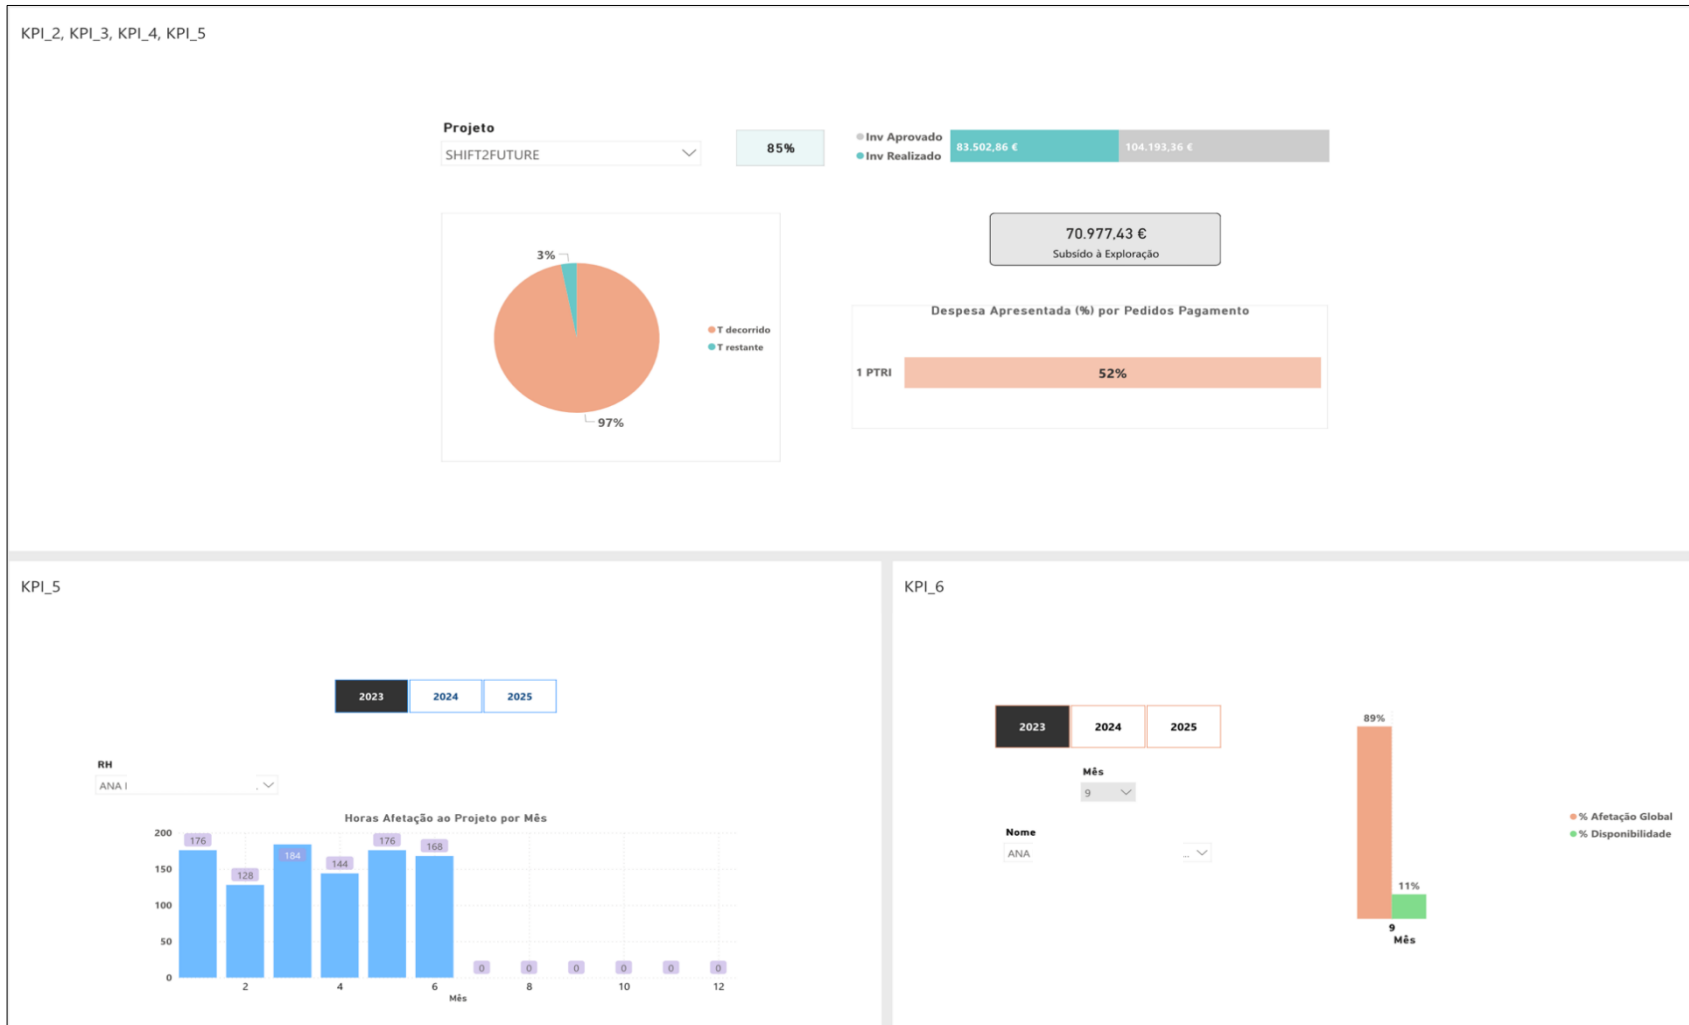 KPI_2, KPI_3, KPI_4, KPI_5
Projeto
SHIFT2FUTURE
85%
Inv Aprovado
Inv Realizado
83.502,86 €
104.193,36 €
70.977,43 €
Subsído à Exploração
3%
97%
T decorrido
T restante
Despesa Apresentada (%) por Pedidos Pagamento
1 PTRI
52%
KPI_5
2023 2024 2025
RH
ANA
Horas Afetação ao Projeto por Mês
200
150
100
50
0
176 128 184 144 176 168 0 0 0 0 0 0
2 4 6 8 10 12
Mês
KPI_6
2023 2024 2025
Mês
9
Nome
ANA ...
89%
11%
9
Mês
% Afetação Global
% Disponibilidade